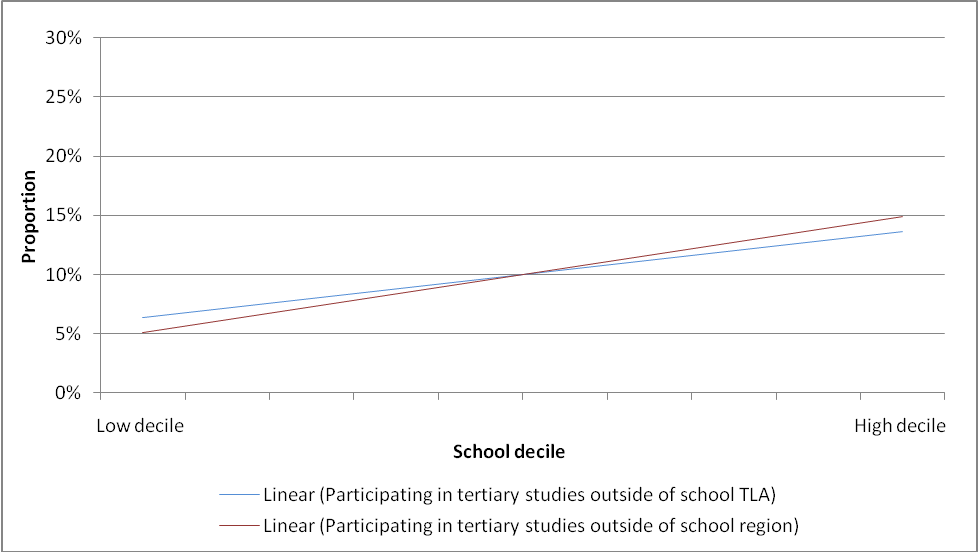 30%
25%
20%
15%
10%
5%
0%
Proportion
Low decile
High decile
School decile
Linear (Participating in tertiary studies outside of school TLA)
Linear (Participating in tertiary studies outside of school region)